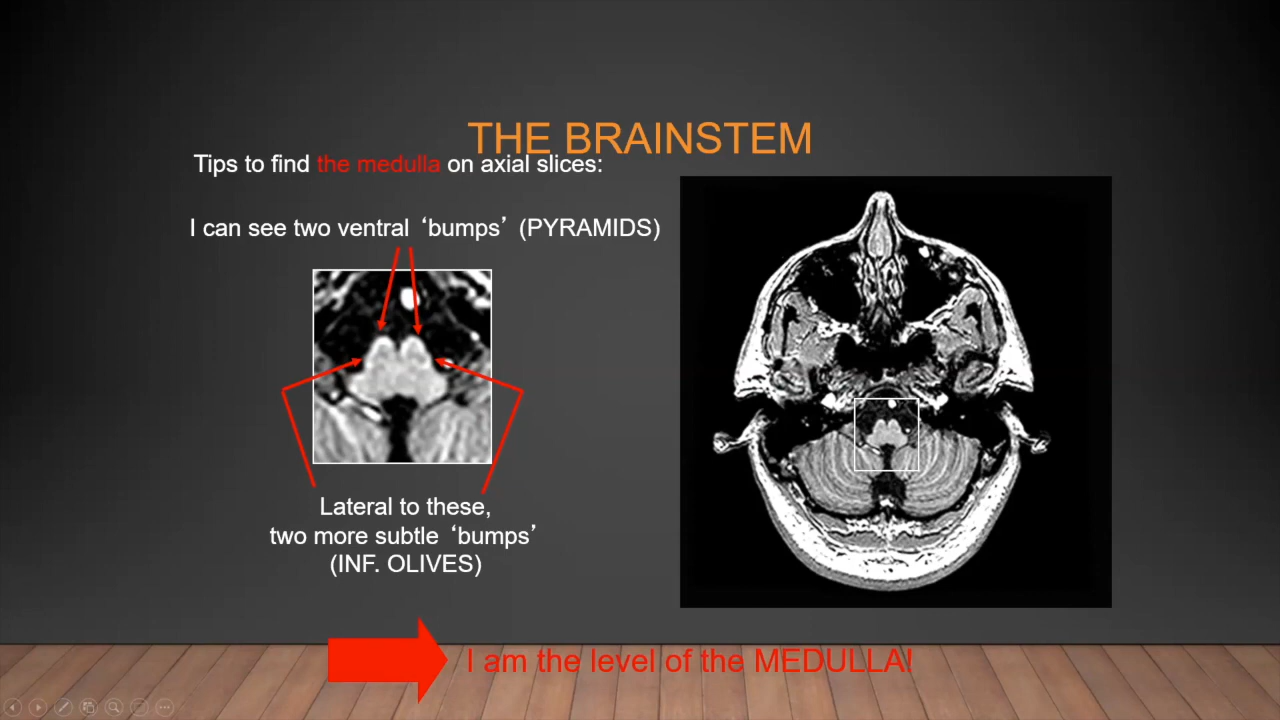 THE BRAINSTEM
Tips to find the medulla on axial slices:
I can see two ventral ‘bumps’ (PYRAMIDS)
Lateral to these,
two more subtle ‘bumps’
(INF. OLIVES)
I am the level of the MEDULLA!